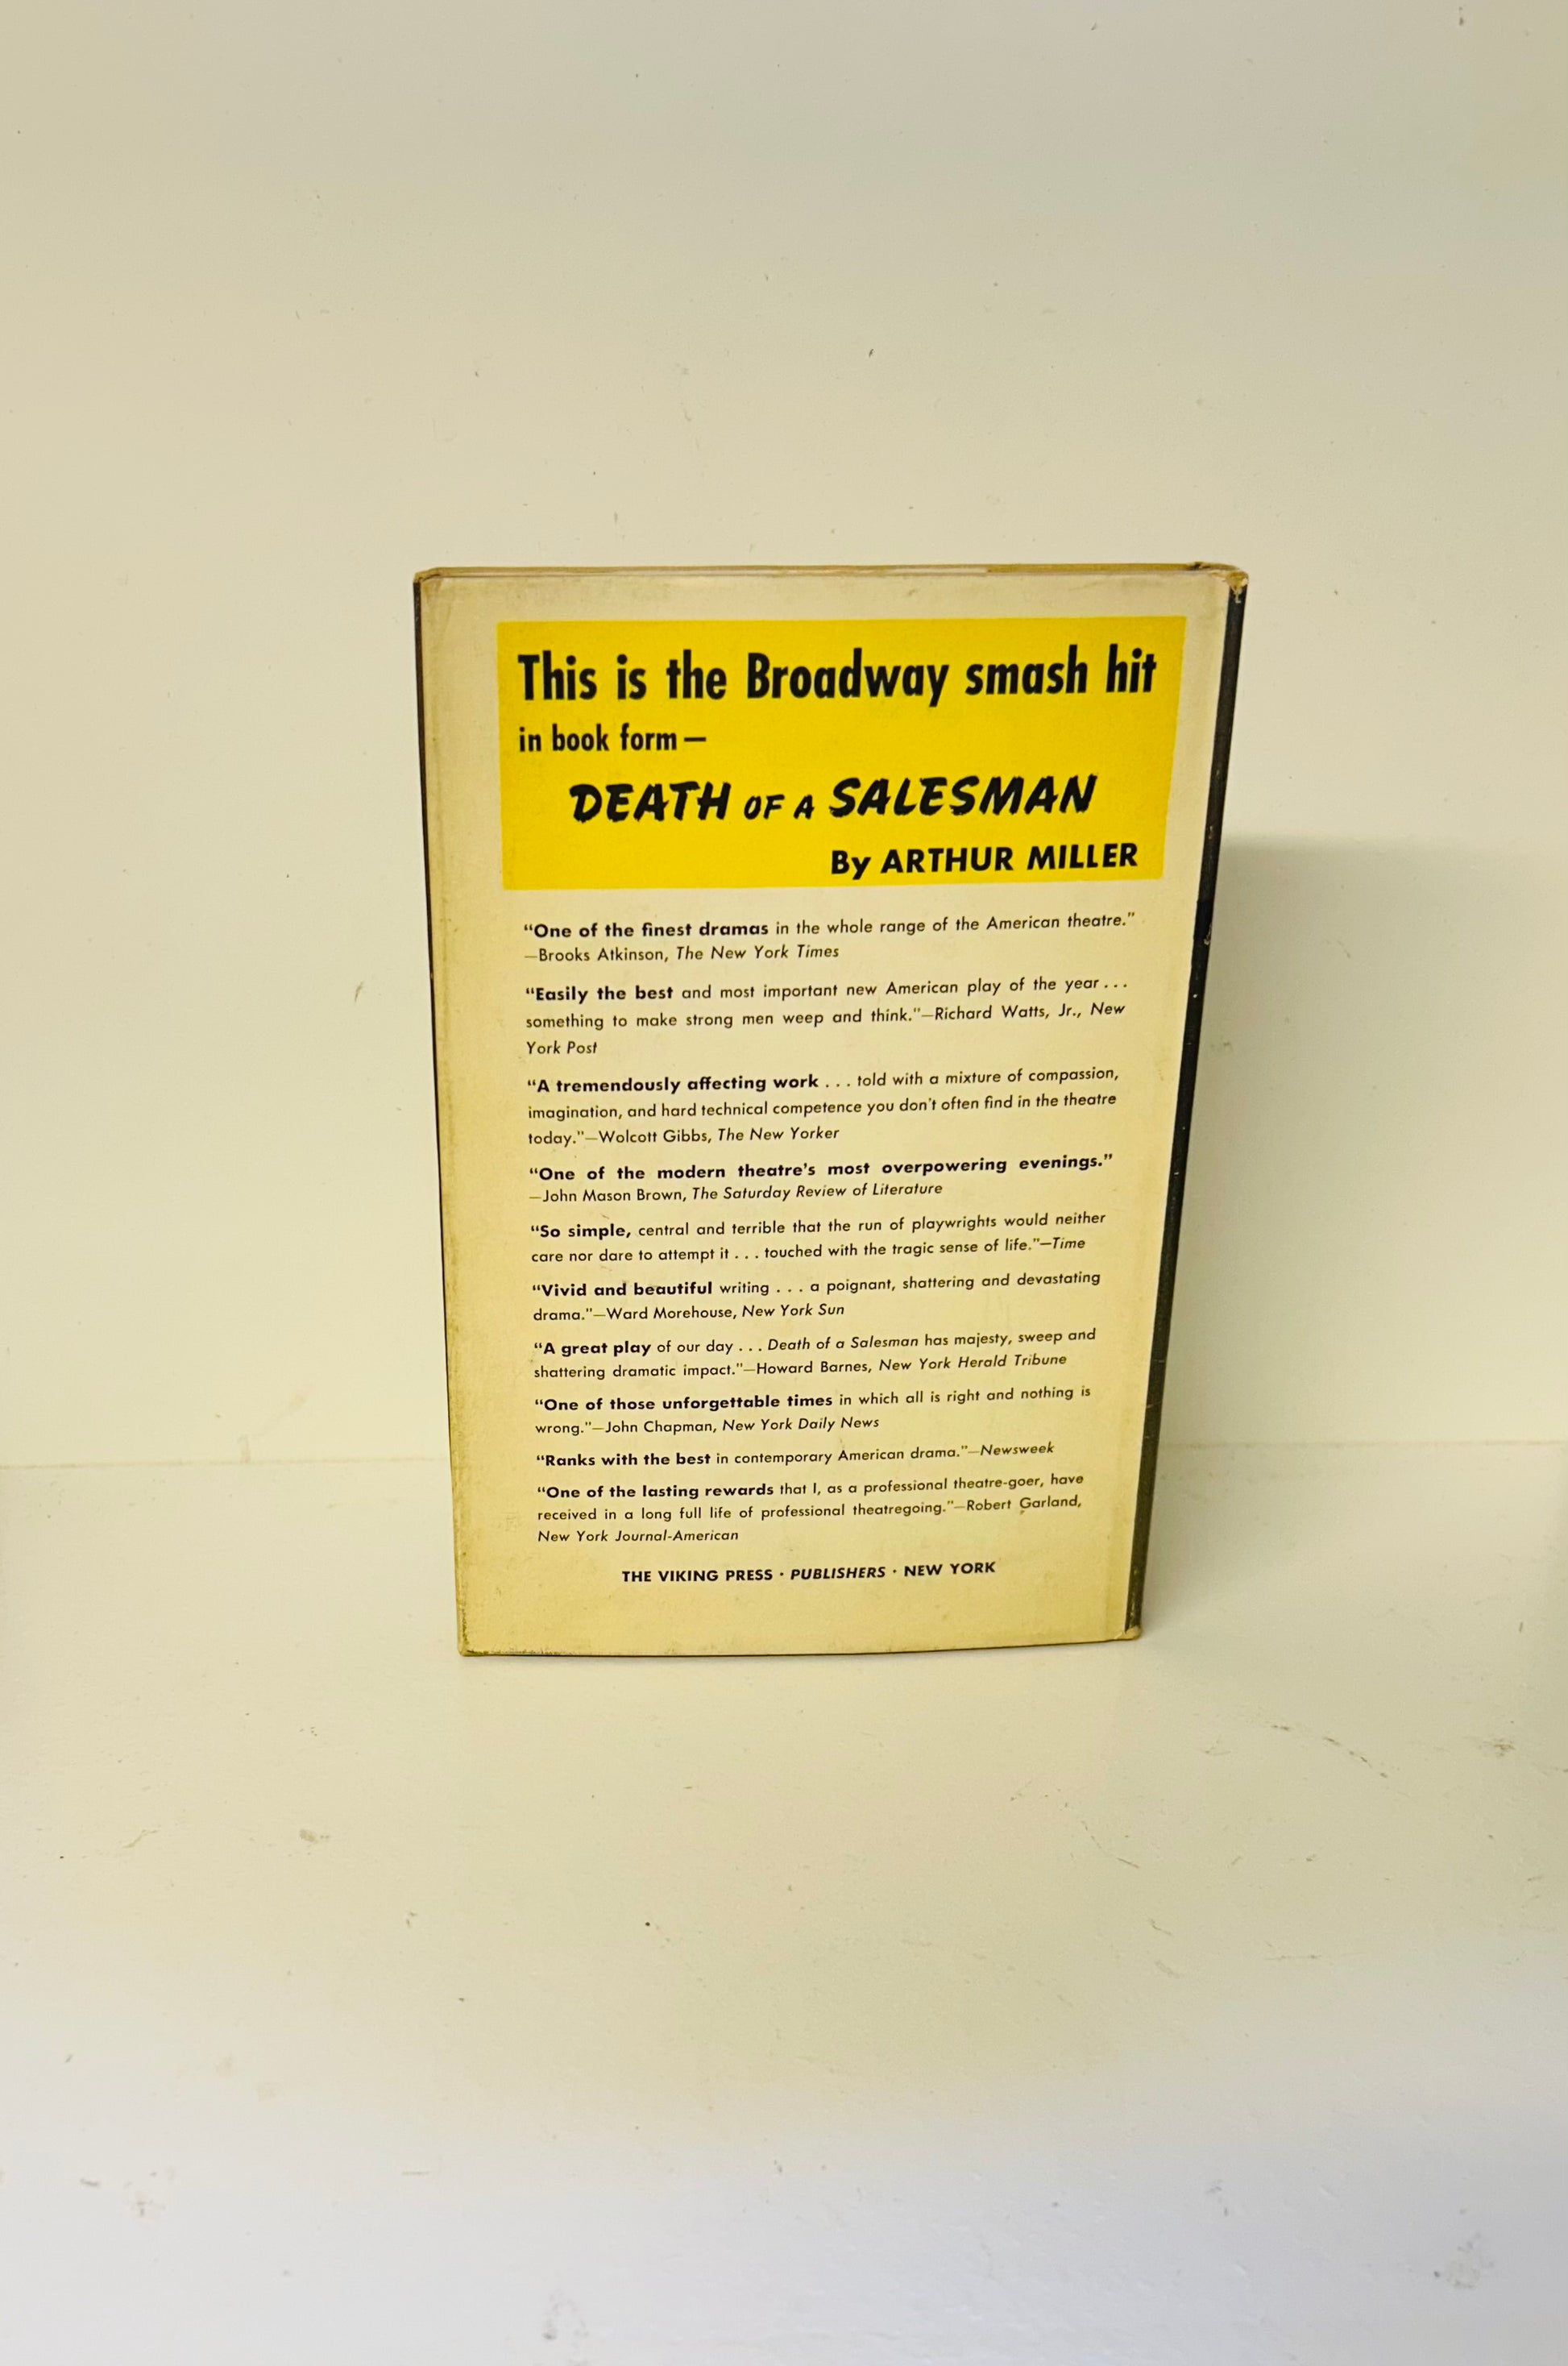 This is the Broadway smash hit
in book form—
DEATH OF A SALESMAN
By ARTHUR MILLER
“One of the finest dramas in the whole range of the American theatre.”
—Brooks Atkinson, The New York Times
“Easily the best and most important new American play of the year . . .
something to make strong men weep and think.”—Richard Watts, Jr., New
York Post
“A tremendously affecting work . . . told with a mixture of compassion,
imagination, and hard technical competence you don’t often find in the theatre
today.”—Wolcott Gibbs, The New Yorker
“One of the modern theatre’s most overpowering evenings.”
—John Mason Brown, The Saturday Review of Literature
“So simple, central and terrible that the run of playwrights would neither
care nor dare to attempt it . . . touched with the tragic sense of life.”—Time
“Vivid and beautiful writing . . . a poignant, shattering and devastating
drama.”—Ward Morehouse, New York Sun
“A great play of our day . . . Death of a Salesman has majesty, sweep and
shattering dramatic impact.”—Howard Barnes, New York Herald Tribune
“One of those unforgettable times in which all is right and nothing is
wrong.”—John Chapman, New York Daily News
“Ranks with the best in contemporary American drama.”—Newsweek
“One of the lasting rewards that I, as a professional theatre-goer, have
received in a long full life of professional theatregoing.”—Robert Garland,
New York Journal-American
THE VIKING PRESS · PUBLISHERS · NEW YORK